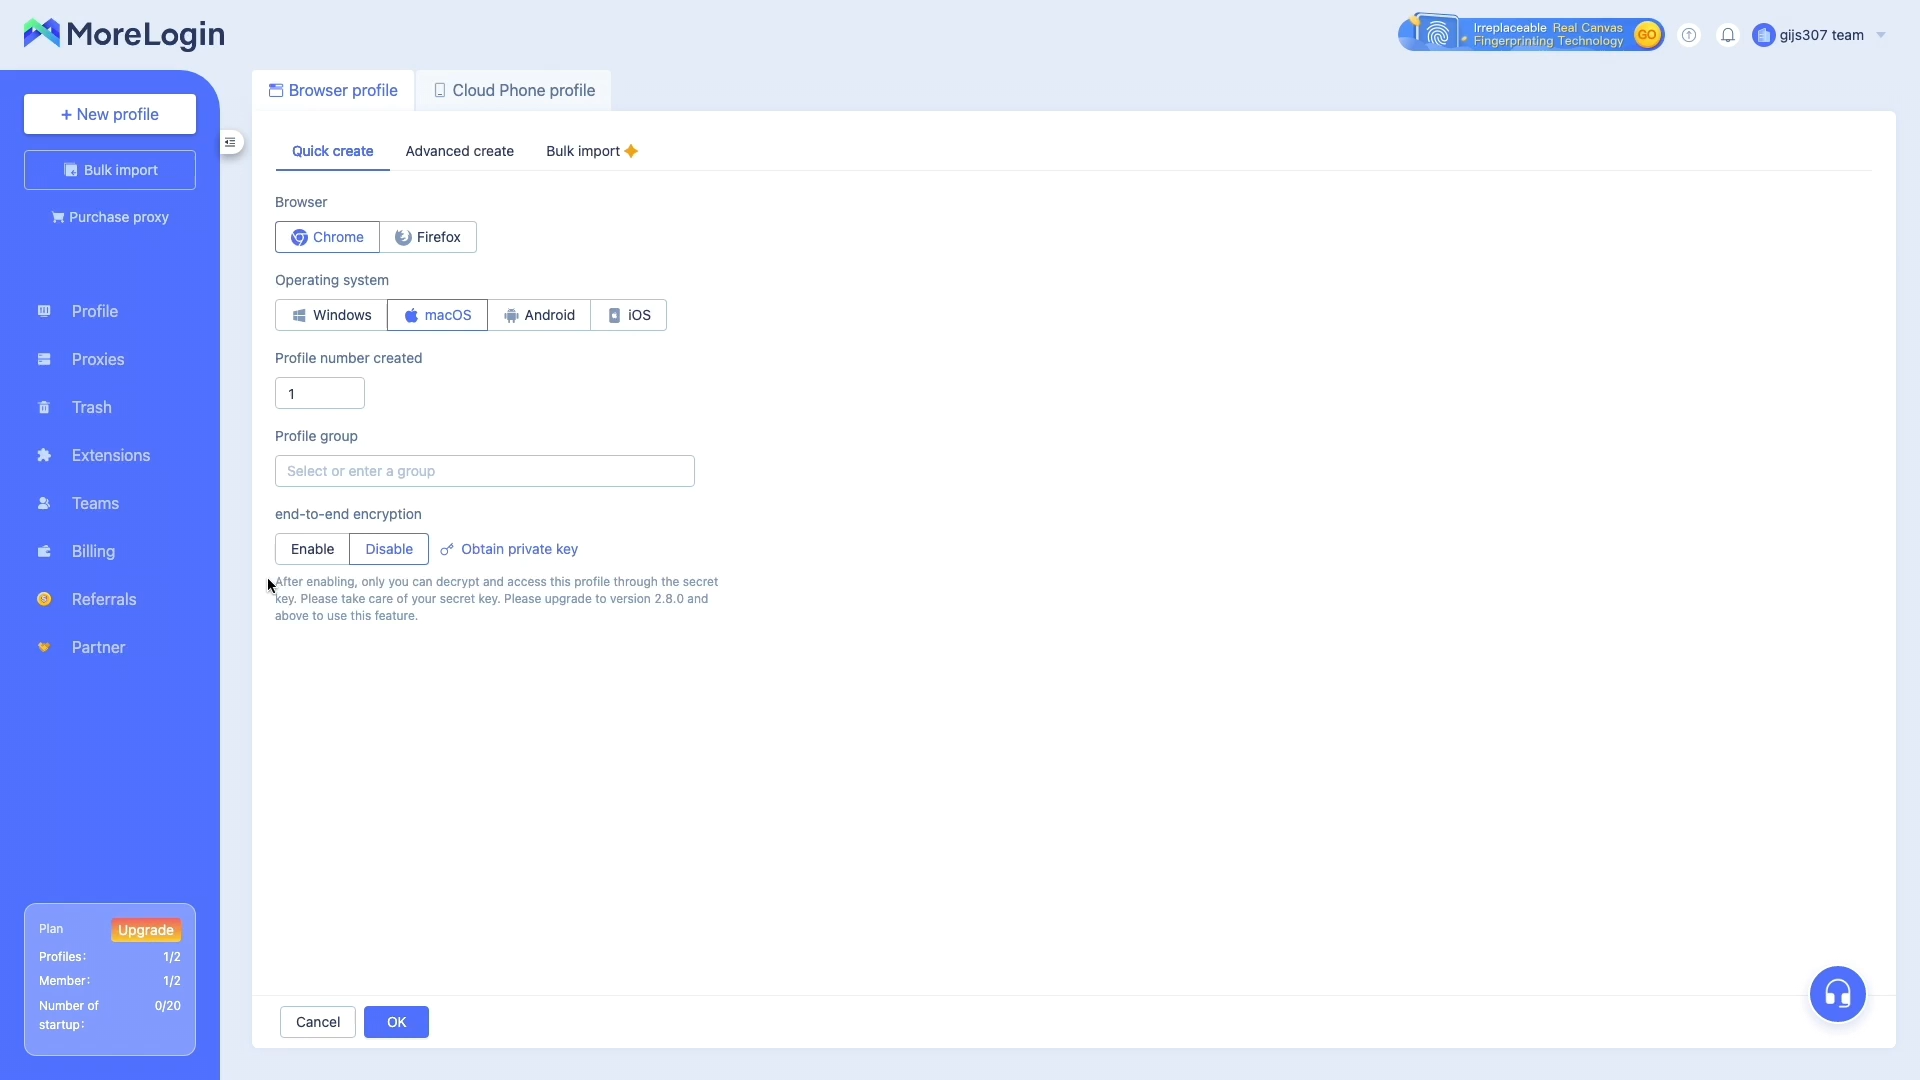 MoreLogin
Irreplaceable Real Canvas
Fingerprinting Technology
GO
gijs307 team
+ New profile
Bulk import
Purchase proxy
Profile
Proxies
Trash
Extensions
Teams
Billing
Referrals
Partner
Plan
Upgrade
Profiles: 1/2
Member: 1/2
Number of startup: 0/20
Browser profile
Cloud Phone profile
Quick create
Advanced create
Bulk import
Browser
Chrome
Firefox
Operating system
Windows
macOS
Android
iOS
Profile number created
1
Profile group
Select or enter a group
end-to-end encryption
Enable
Disable
Obtain private key
After enabling, only you can decrypt and access this profile through the secret
key. Please take care of your secret key. Please upgrade to version 2.8.0 and
above to use this feature.
Cancel
OK